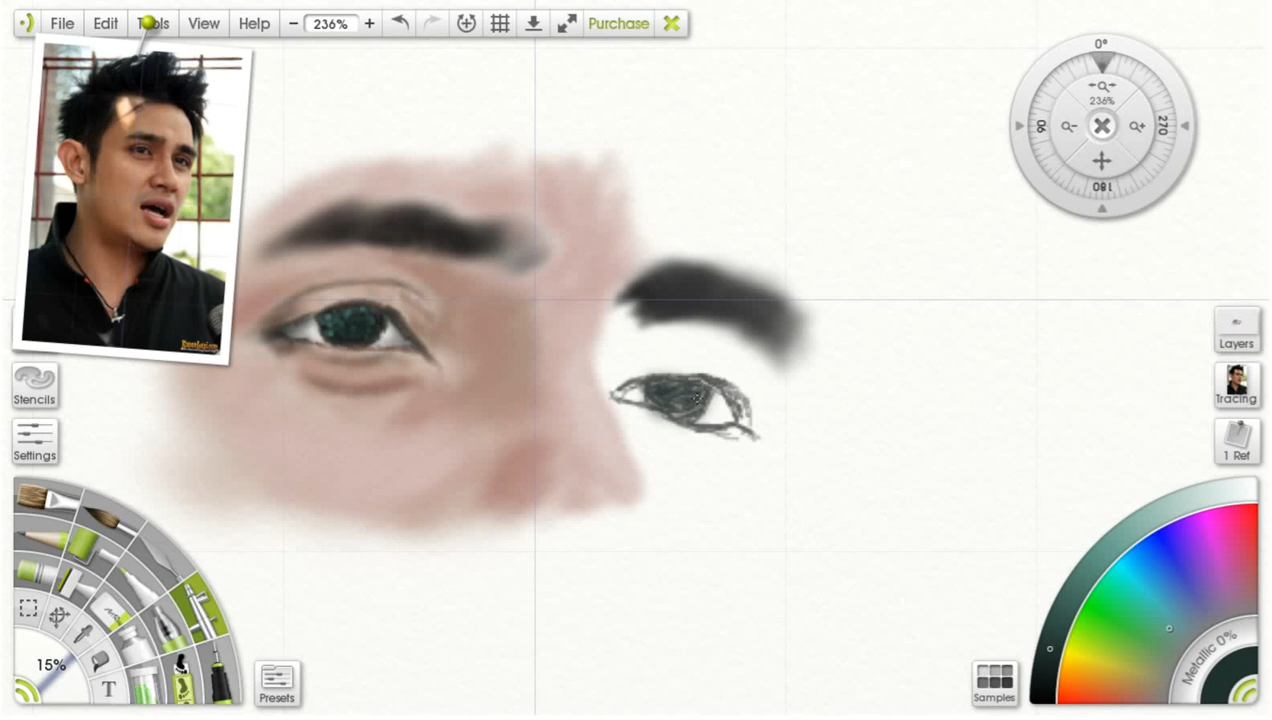 File Edit Tools View Help − 236% + Purchase
0°
236%
90
270
180
Layers
Tracing
Stencils
1 Ref
Settings
15%
T
Metallic 0%
Presets
Samples